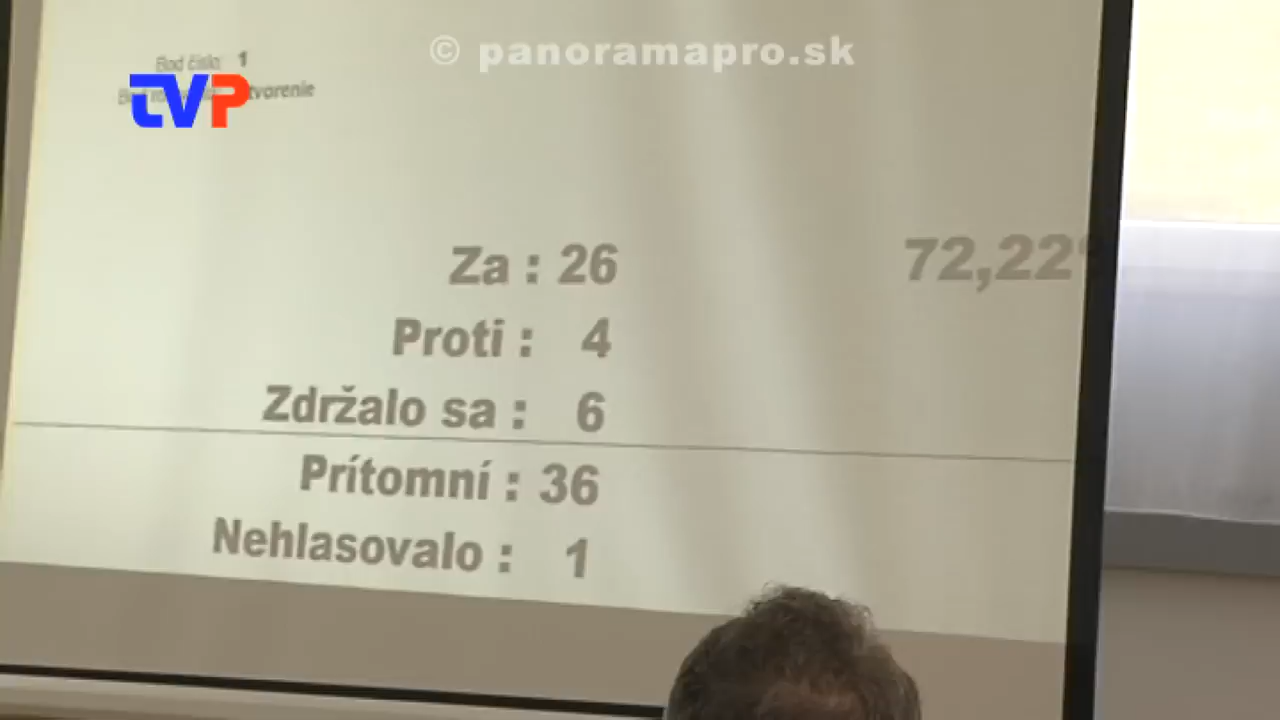 © panoramapro.sk
Bod číslo: 1
TVP
tvorenie
Za : 26 72,22
Proti : 4
Zdržalo sa : 6
Prítomní : 36
Nehlasovalo : 1